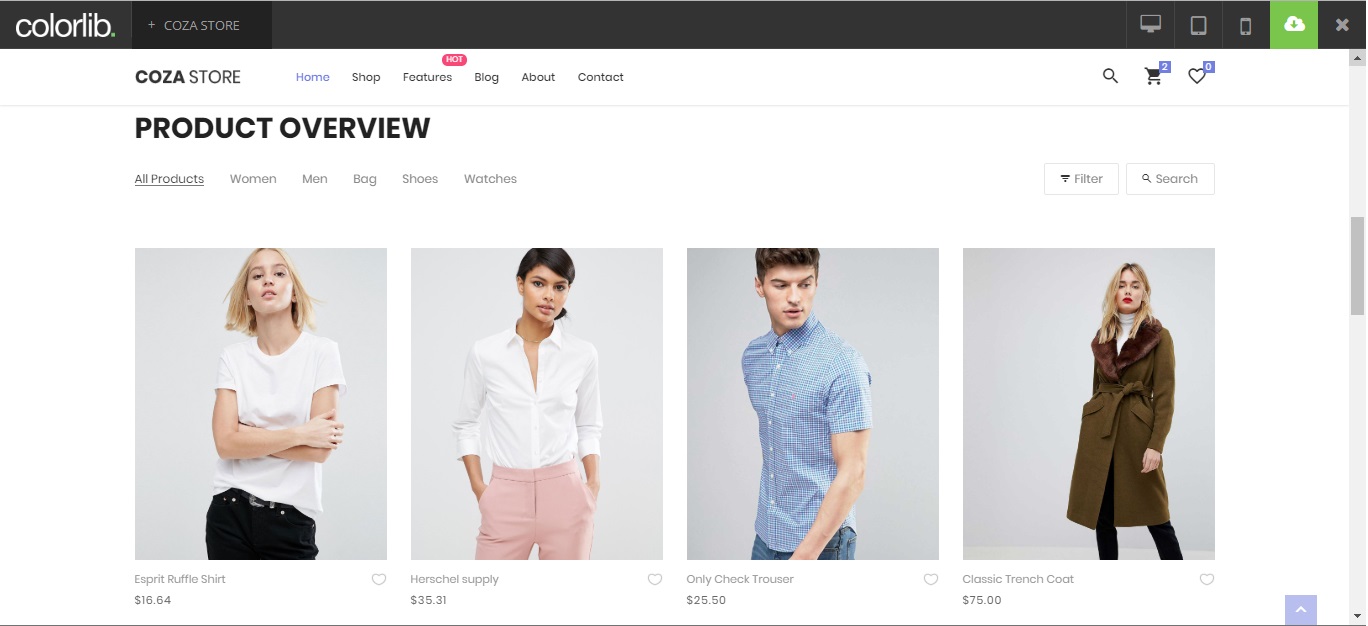 colorlib. + COZA STORE
HOT
COZA STORE Home Shop Features Blog About Contact 2 0
PRODUCT OVERVIEW
All Products Women Men Bag Shoes Watches Filter Search
Esprit Ruffle Shirt Herschel supply Only Check Trouser Classic Trench Coat
$16.64 $35.31 $25.50 $75.00